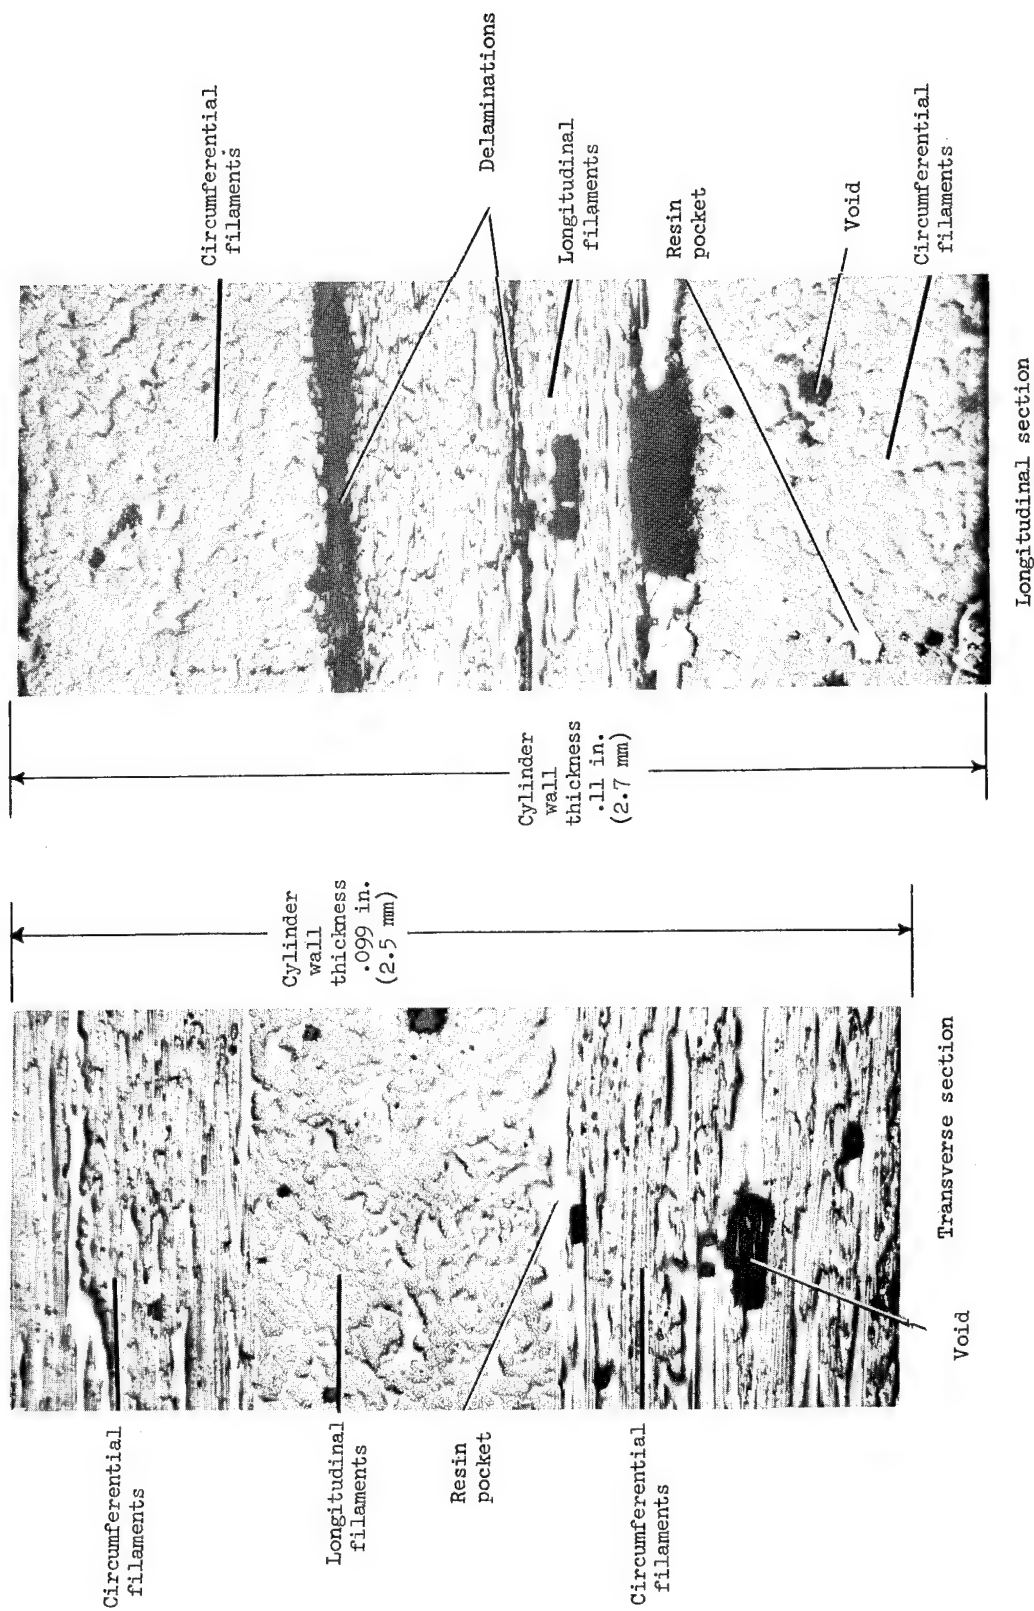 Circumferential
filaments
Longitudinal
filaments
Resin
pocket
Circumferential
filaments
Cylinder
wall
thickness
.099 in.
(2.5 mm)
Void
Transverse section
Cylinder
wall
thickness
.11 in.
(2.7 mm)
Circumferential
filaments
Delaminations
Longitudinal
filaments
Resin
pocket
Void
Circumferential
filaments
Longitudinal section